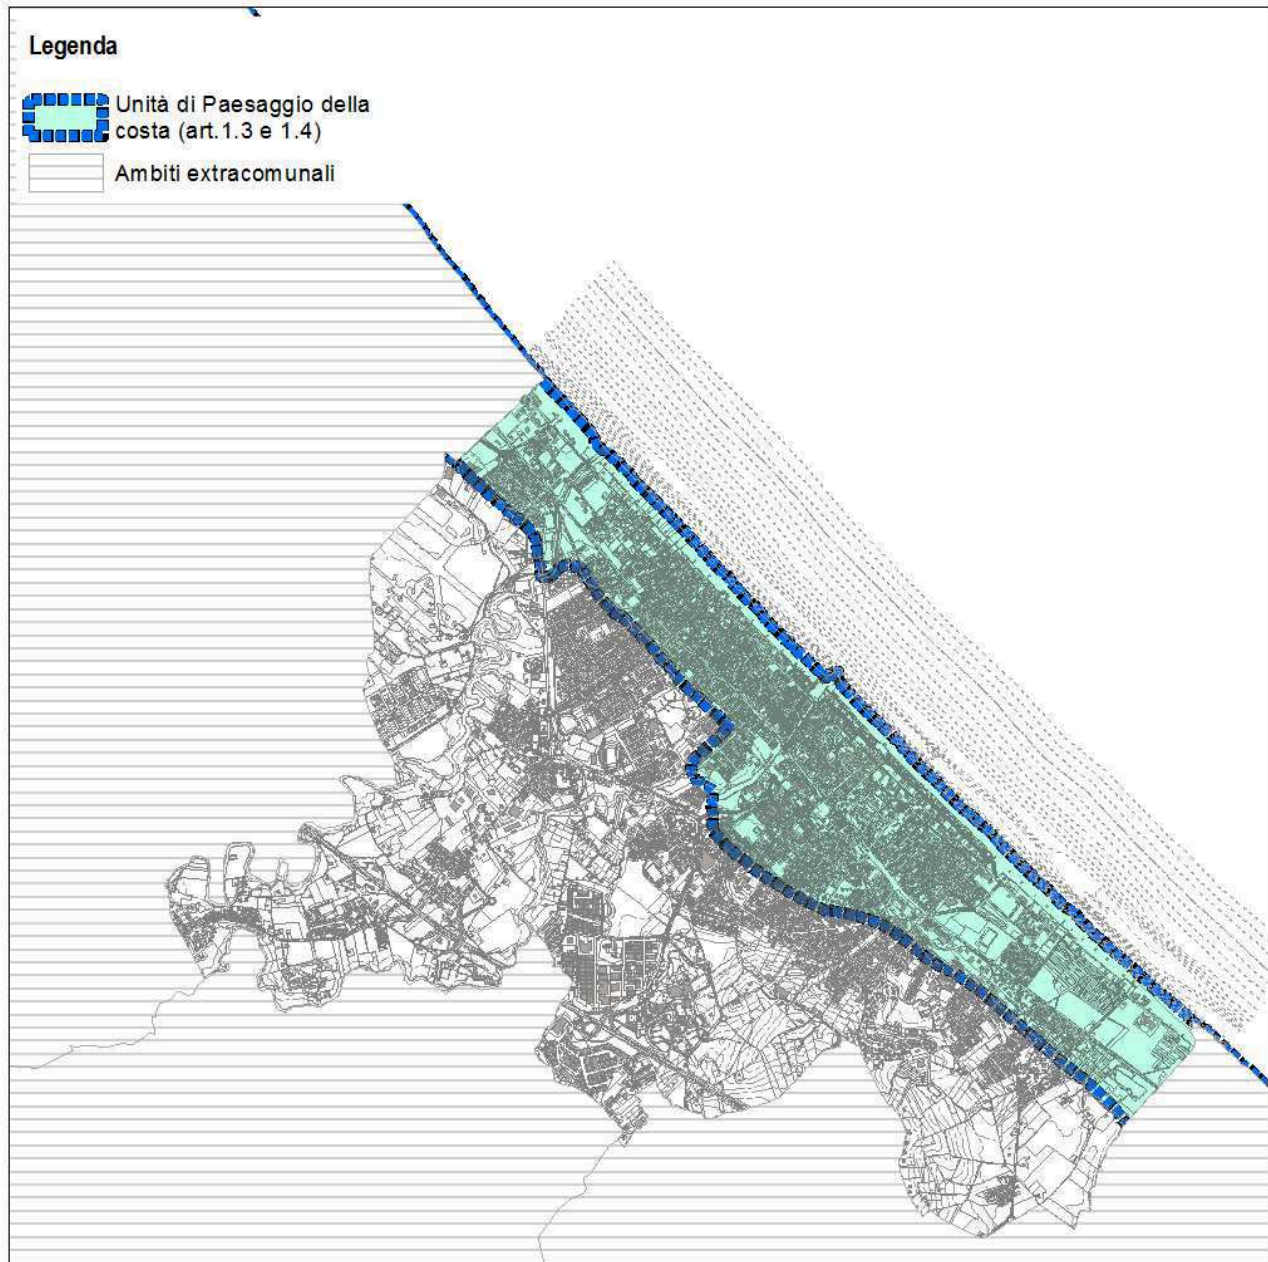 Legenda
Unità di Paesaggio della
costa (art.1.3 e 1.4)
Ambiti extracomunali